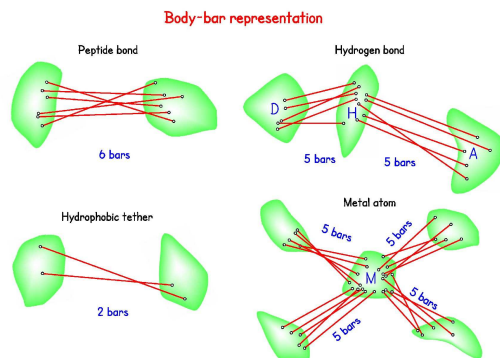 Body-bar representation
Peptide bond
6 bars
Hydrogen bond
D
H
A
5 bars
5 bars
Hydrophobic tether
2 bars
Metal atom
5 bars
5 bars
M
5 bars
5 bars